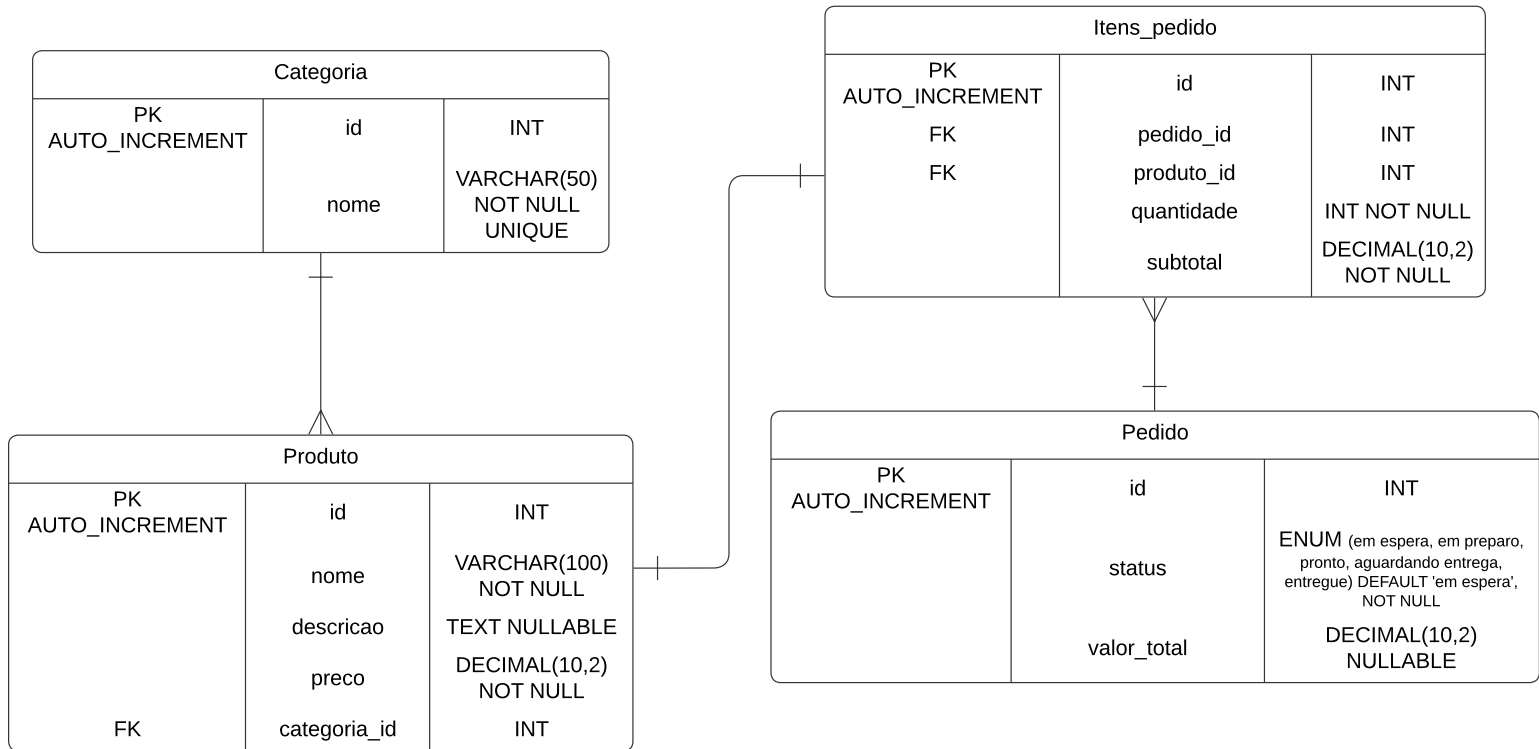 Categoria
PK
AUTO_INCREMENT
id
INT
nome
VARCHAR(50)
NOT NULL
UNIQUE
Itens_pedido
PK
AUTO_INCREMENT
id
INT
FK
pedido_id
INT
FK
produto_id
INT
quantidade
INT NOT NULL
subtotal
DECIMAL(10,2)
NOT NULL
Produto
PK
AUTO_INCREMENT
id
INT
nome
VARCHAR(100)
NOT NULL
descricao
TEXT NULLABLE
preco
DECIMAL(10,2)
NOT NULL
FK
categoria_id
INT
Pedido
PK
AUTO_INCREMENT
id
INT
status
ENUM (em espera, em preparo,
pronto, aguardando entrega,
entregue) DEFAULT 'em espera',
NOT NULL
valor_total
DECIMAL(10,2)
NULLABLE